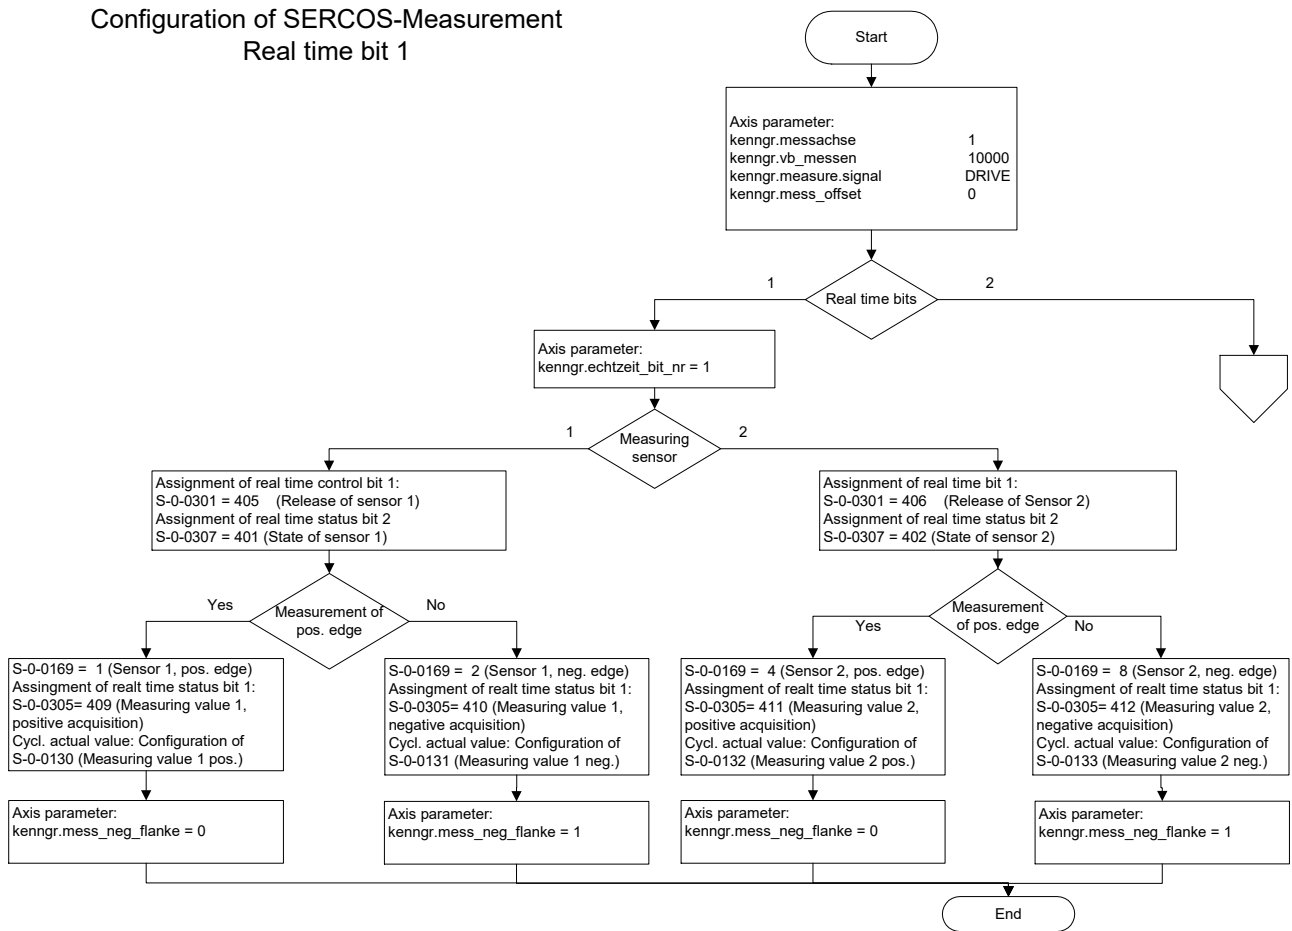 Configuration of SERCOS-Measurement
Real time bit 1
Start
Axis parameter:
kenngr.messachse 1
kenngr.vb_messen 10000
kenngr.measure.signal DRIVE
kenngr.mess_offset 0
1
Real time bits
2
Axis parameter:
kenngr.echtzeit_bit_nr = 1
1
Measuring
sensor
2
Assignment of real time control bit 1:
S-0-0301 = 405 (Release of sensor 1)
Assignment of real time status bit 2
S-0-0307 = 401 (State of sensor 1)
Assignment of real time bit 1:
S-0-0301 = 406 (Release of Sensor 2)
Assignment of real time status bit 2
S-0-0307 = 402 (State of sensor 2)
Yes
Measurement of
pos. edge
No
Yes
Measurement
of pos. edge
No
S-0-0169 = 1 (Sensor 1, pos. edge)
Assingment of realt time status bit 1:
S-0-0305= 409 (Measuring value 1,
positive acquisition)
Cycl. actual value: Configuration of
S-0-0130 (Measuring value 1 pos.)
S-0-0169 = 2 (Sensor 1, neg. edge)
Assingment of realt time status bit 1:
S-0-0305= 410 (Measuring value 1,
negative acquisition)
Cycl. actual value: Configuration of
S-0-0131 (Measuring value 1 neg.)
S-0-0169 = 4 (Sensor 2, pos. edge)
Assingment of realt time status bit 1:
S-0-0305= 411 (Measuring value 2,
positive acquisition)
Cycl. actual value: Configuration of
S-0-0132 (Measuring value 2 pos.)
S-0-0169 = 8 (Sensor 2, neg. edge)
Assingment of realt time status bit 1:
S-0-0305= 412 (Measuring value 2,
negative acquisition)
Cycl. actual value: Configuration of
S-0-0133 (Measuring value 2 neg.)
Axis parameter:
kenngr.mess_neg_flanke = 0
Axis parameter:
kenngr.mess_neg_flanke = 1
Axis parameter:
kenngr.mess_neg_flanke = 0
Axis parameter:
kenngr.mess_neg_flanke = 1
End